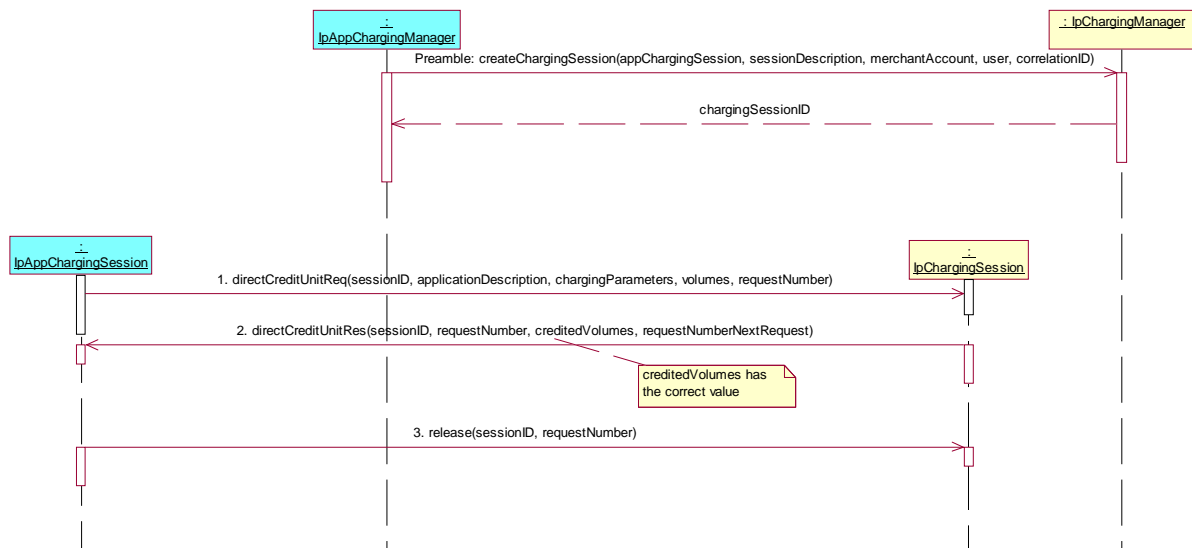 :
IpAppChargingManager
: IpChargingManager
Preamble: createChargingSession(appChargingSession, sessionDescription, merchantAccount, user, correlationID)
chargingSessionID
:
IpAppChargingSession
:
IpChargingSession
1. directCreditUnitReq(sessionID, applicationDescription, chargingParameters, volumes, requestNumber)
2. directCreditUnitRes(sessionID, requestNumber, creditedVolumes, requestNumberNextRequest)
creditedVolumes has
the correct value
3. release(sessionID, requestNumber)